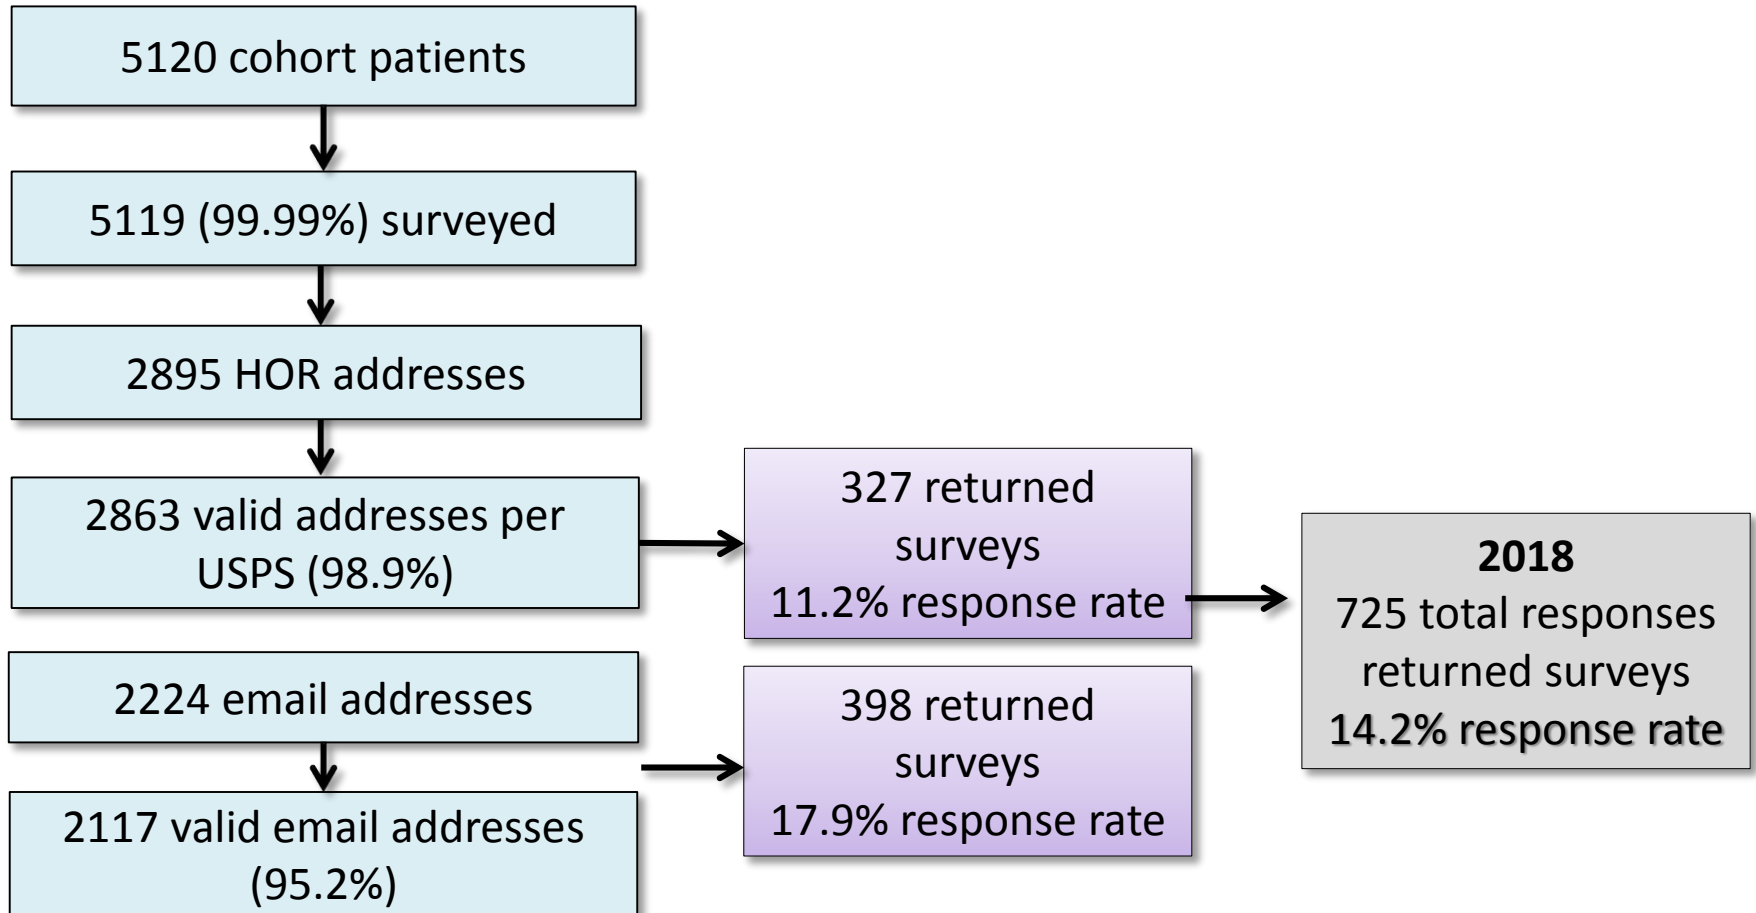 5120 cohort patients
5119 (99.99%) surveyed
2895 HOR addresses
2863 valid addresses per
USPS (98.9%)
2224 email addresses
2117 valid email addresses
(95.2%)
327 returned
surveys
11.2% response rate
398 returned
surveys
17.9% response rate
2018
725 total responses
returned surveys
14.2% response rate